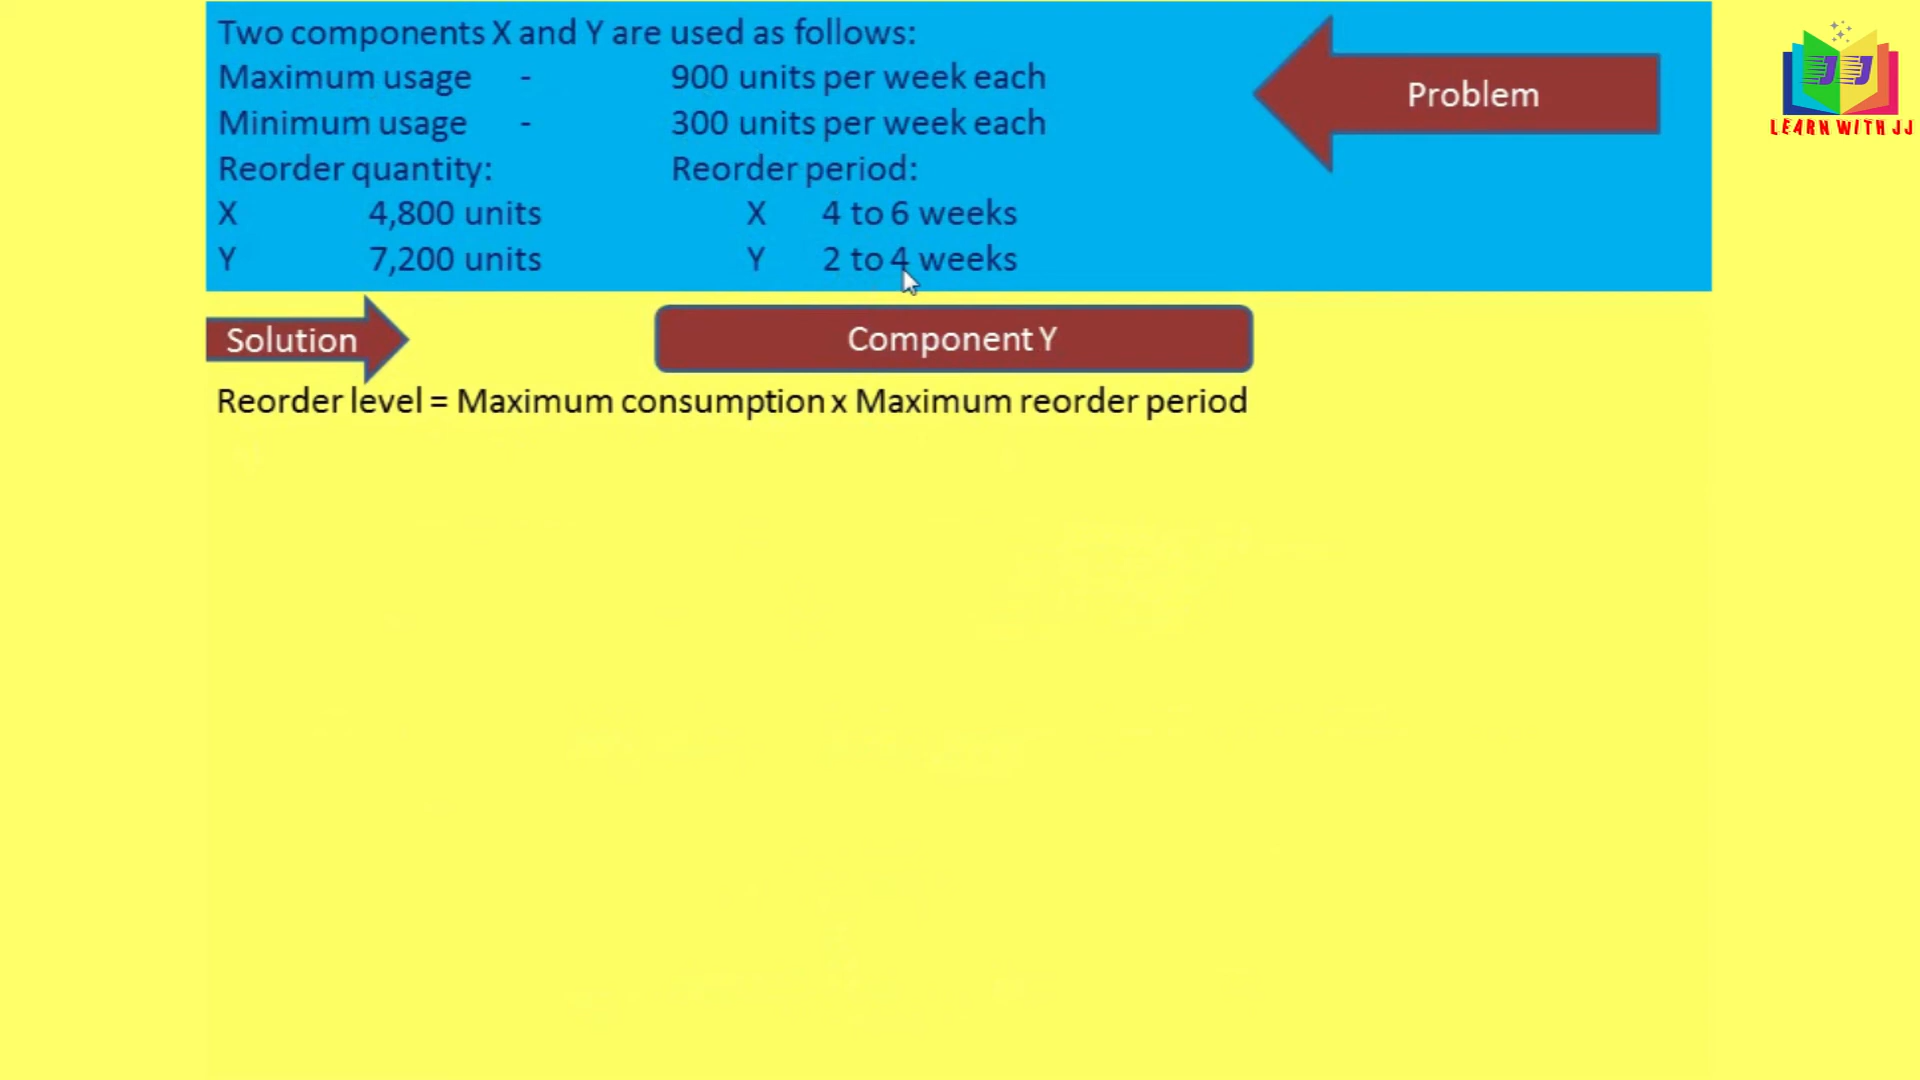 Two components X and Y are used as follows:
Maximum usage - 900 units per week each
Minimum usage - 300 units per week each
Reorder quantity: Reorder period:
X 4,800 units X 4 to 6 weeks
Y 7,200 units Y 2 to 4 weeks
Problem
JJ
LEARN WITH JJ
Solution
Component Y
Reorder level = Maximum consumption x Maximum reorder period